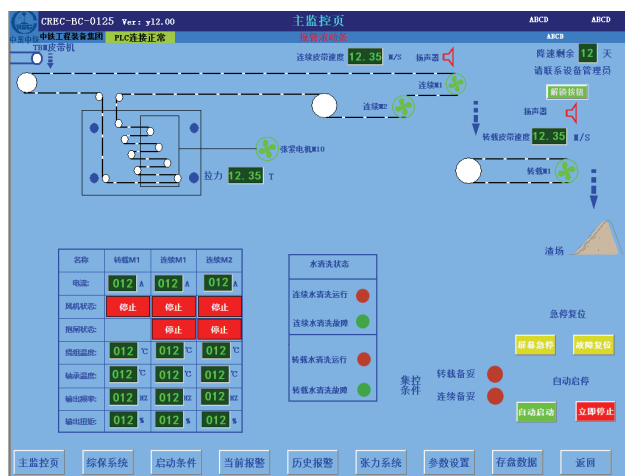 CREC-BC-0125 Ver: y12.00 主监控页 ABCD ABCD
中铁工程装备集团 PLC连接正常 报警滚动条 ABCD
TBM皮带机
连续皮带速度 12.35 M/S 扬声器
降速剩余 12 天
请联系设备管理员
解锁按钮
连续M1
连续M2
扬声器
转载皮带速度 12.35 M/S
张紧电机M10
转载M1
拉力 12.35 T
渣场
名称 转载M1 连续M1 连续M2
电流: 012 A 012 A 012 A
风机状态: 停止 停止 停止
抱闸状态: 停止 停止
绕组温度: 012 ℃ 012 ℃ 012 ℃
轴承温度: 012 ℃ 012 ℃ 012 ℃
输出频率: 012 HZ 012 HZ 012 HZ
输出扭矩: 012 % 012 % 012 %
水清洗状态
连续水清洗运行
连续水清洗故障
转载水清洗运行
转载水清洗故障
集控条件
转载备妥
连续备妥
急停复位
屏幕急停 故障复位
自动启停
自动启动 立即停止
主监控页 综保系统 启动条件 当前报警 历史报警 张力系统 参数设置 存盘数据 返回